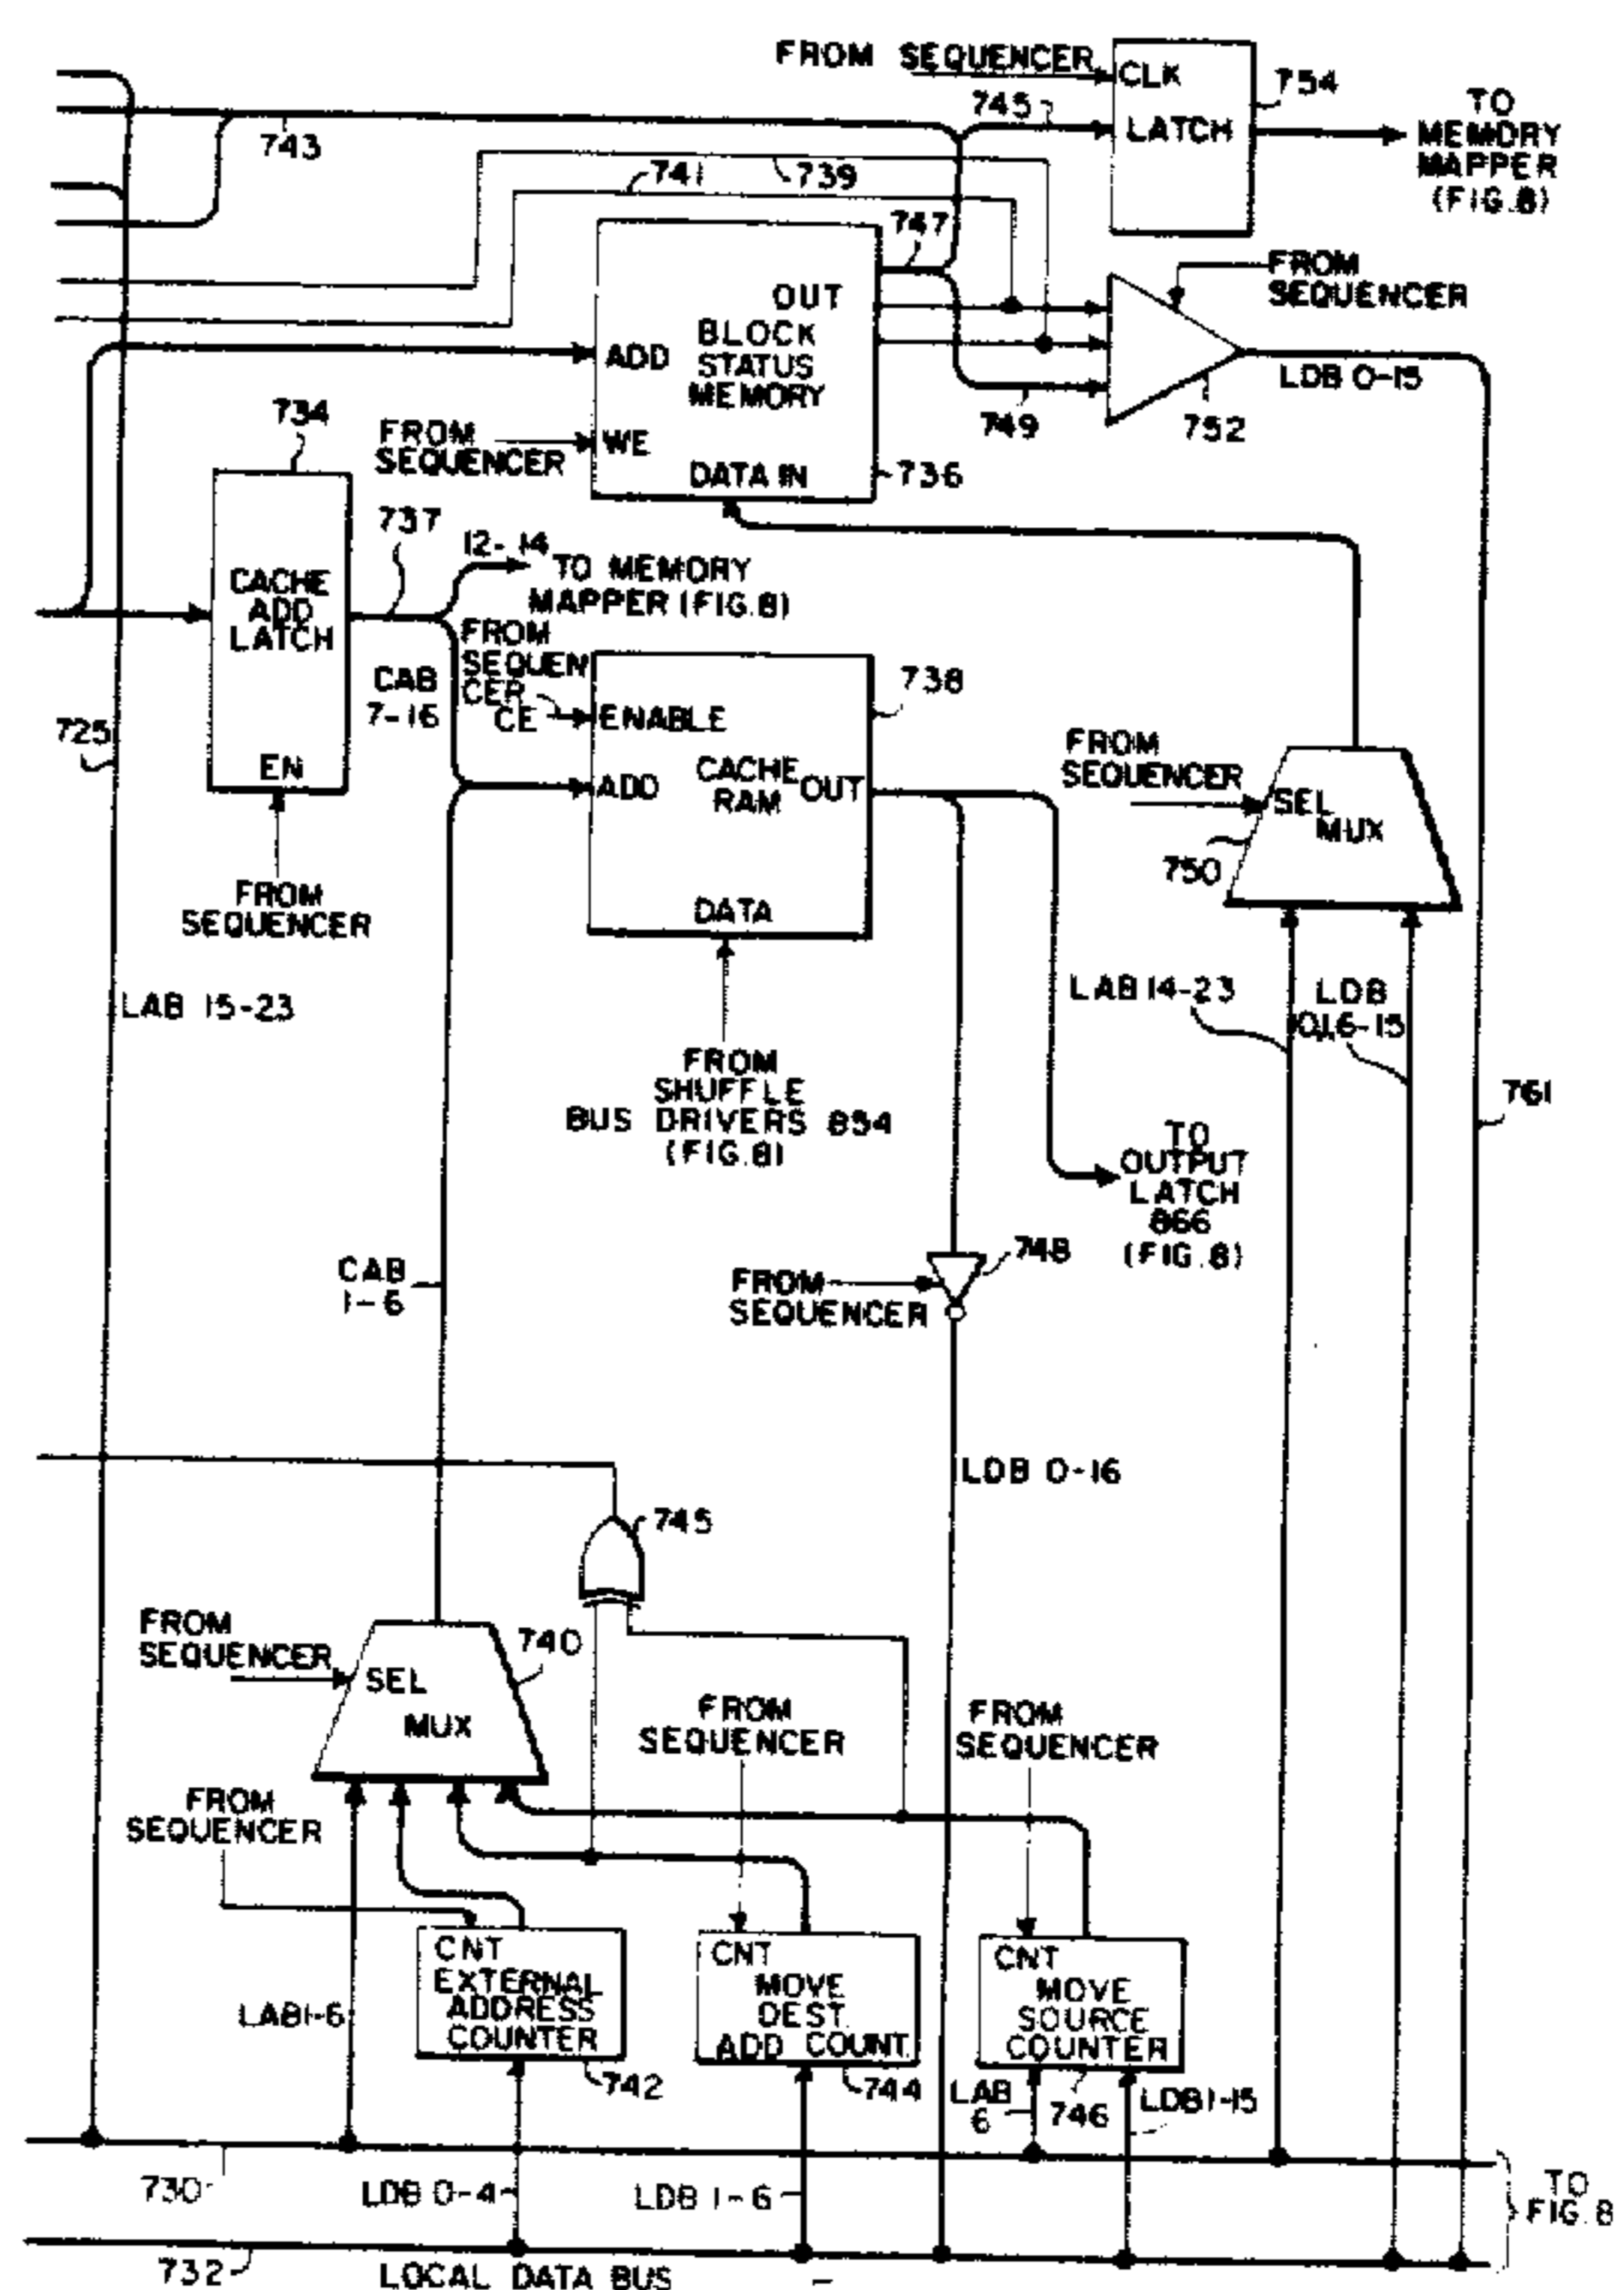 FROM SEQUENCER
CLK
LATCH
754
TO
MEMORY
MAPPER
(FIG.8)
745
743
741
739
747
OUT
BLOCK
STATUS
MEMORY
ADD
WE
DATA IN
736
FROM
SEQUENCER
FROM
SEQUENCER
LDB 0-15
749
752
734
CACHE
ADD
LATCH
EN
FROM
SEQUENCER
737
12-14
TO MEMORY
MAPPER (FIG.8)
FROM
SEQUEN
CER
CE
CAB
7-16
725
ENABLE
ADD
CACHE
RAM
OUT
DATA
738
FROM
SEQUENCER
SEL
MUX
750
LAB 15-23
LAB 14-23
LDB
0,1,6-15
761
FROM
SHUFFLE
BUS DRIVERS 854
(FIG.8)
TO
OUTPUT
LATCH
866
(FIG.8)
CAB
1-6
FROM
SEQUENCER
748
LDB 0-16
745
FROM
SEQUENCER
SEL
MUX
740
FROM
SEQUENCER
FROM
SEQUENCER
FROM
SEQUENCER
CNT
EXTERNAL
ADDRESS
COUNTER
742
CNT
MOVE
DEST.
ADD COUNT.
744
CNT
MOVE
SOURCE
COUNTER
746
LAB1-6
LAB
6
LDB1-15
730
LDB 0-4
LDB 1-6
TO
FIG. 8
732
LOCAL DATA BUS